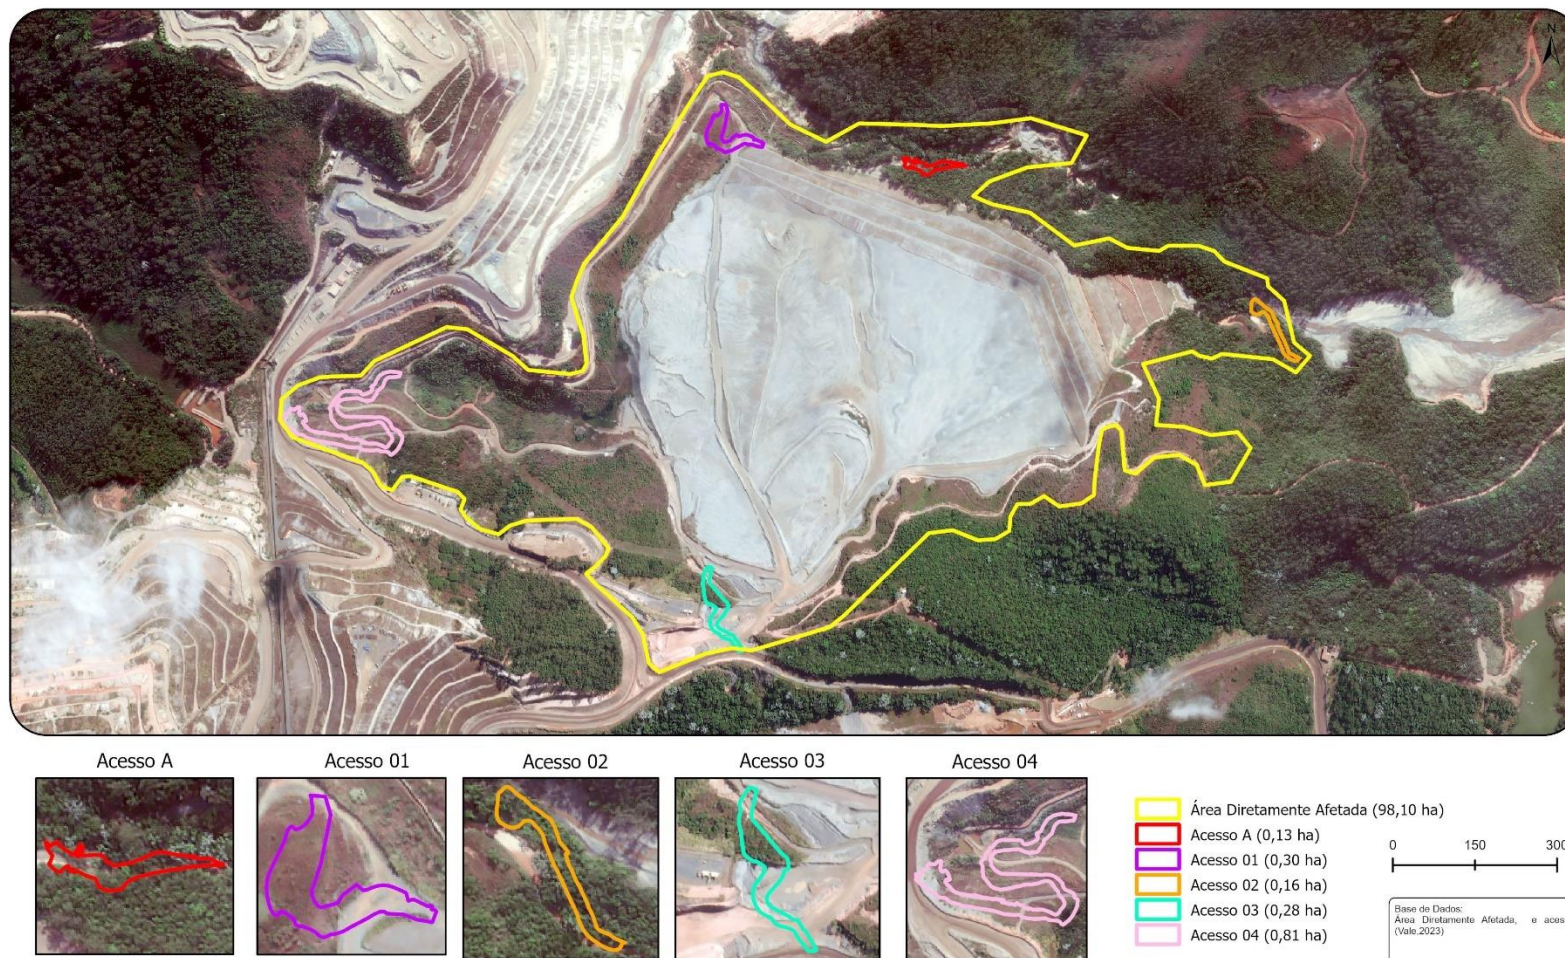 N
Acesso A
Acesso 01
Acesso 02
Acesso 03
Acesso 04
Área Diretamente Afetada (98,10 ha)
Acesso A (0,13 ha)
Acesso 01 (0,30 ha)
Acesso 02 (0,16 ha)
Acesso 03 (0,28 ha)
Acesso 04 (0,81 ha)
0 150 300
Base de Dados:
Área Diretamente Afetada, e aces
(Vale,2023)